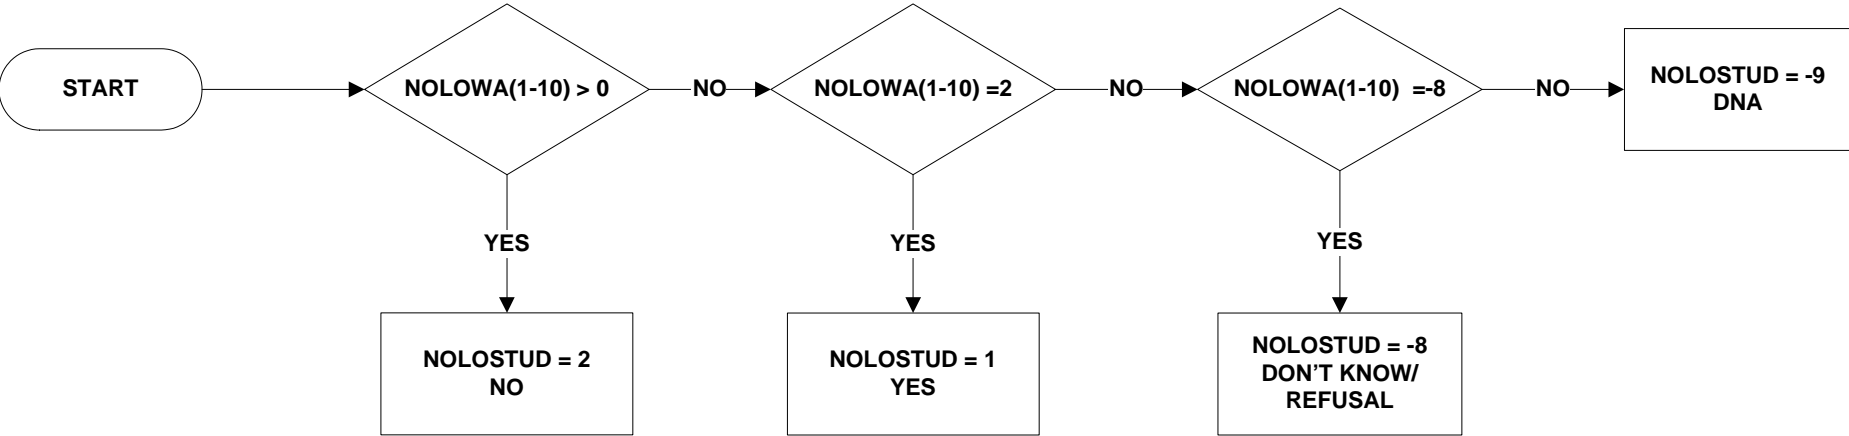 START
NOLOWA(1-10) > 0
NO
NOLOWA(1-10) =2
NO
NOLOWA(1-10)  =-8
NO
NOLOSTUD = -9
DNA
YES
YES
YES
NOLOSTUD = 2
NO
NOLOSTUD = 1
YES
NOLOSTUD = -8
DON'T KNOW/
REFUSAL